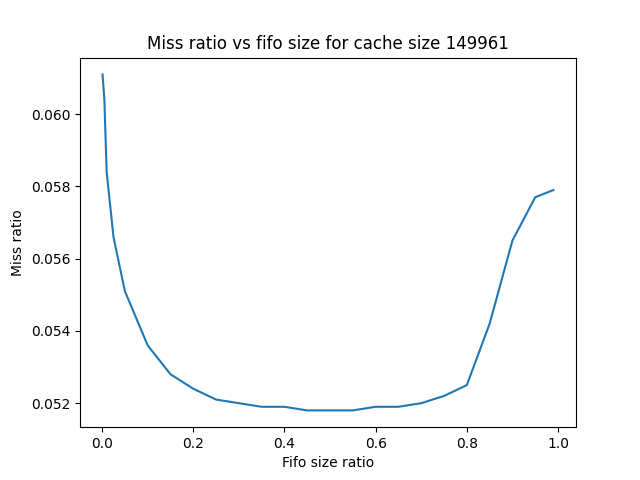 Miss ratio vs fifo size for cache size 149961
0.060
0.058
0.056
0.054
0.052
Miss ratio
0.0 0.2 0.4 0.6 0.8 1.0
Fifo size ratio